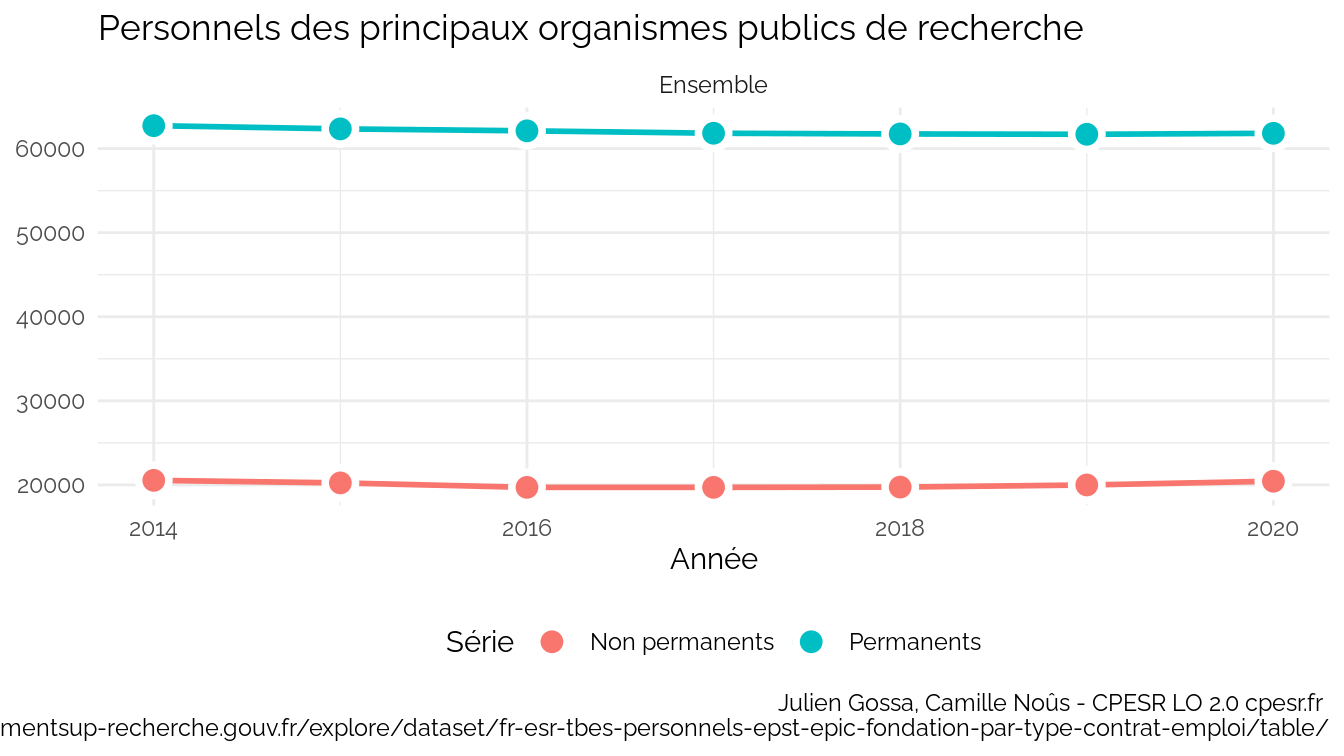 Personnels des principaux organismes publics de recherche
Ensemble
60000
50000
40000
30000
20000
2014 2016 2018 2020
Année
Série Non permanents Permanents
Julien Gossa, Camille Noûs - CPESR LO 2.0 cpesr.fr
mentsup-recherche.gouv.fr/explore/dataset/fr-esr-tbes-personnels-epst-epic-fondation-par-type-contrat-emploi/table/